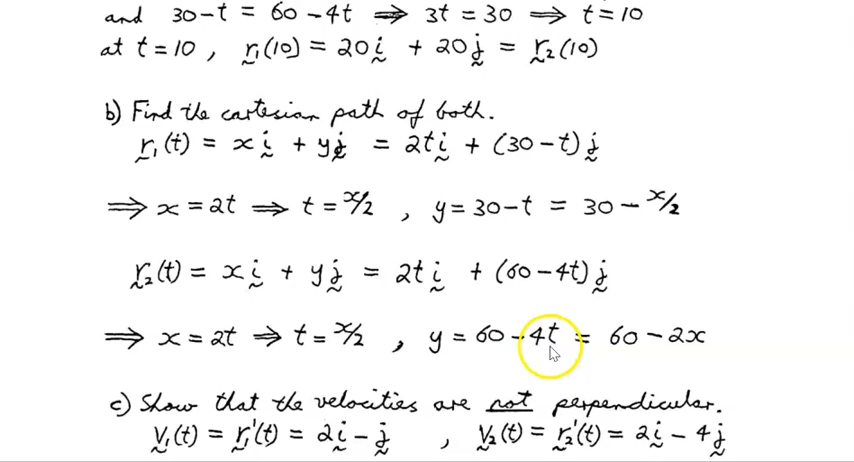 and 30-t = 60-4t ⇒ 3t = 30 ⇒ t = 10
at t = 10, r₁(10) = 20i + 20j = r₂(10)
b) Find the cartesian path of both.
r₁(t) = xi + yj = 2ti + (30-t)j
⇒ x = 2t ⇒ t = x/2, y = 30-t = 30 - x/2
r₂(t) = xi + yj = 2ti + (60-4t)j
⇒ x = 2t ⇒ t = x/2, y = 60-4t = 60-2x
c) Show that the velocities are not perpendicular.
v₁(t) = r₁'(t) = 2i - j, v₂(t) = r₂'(t) = 2i - 4j